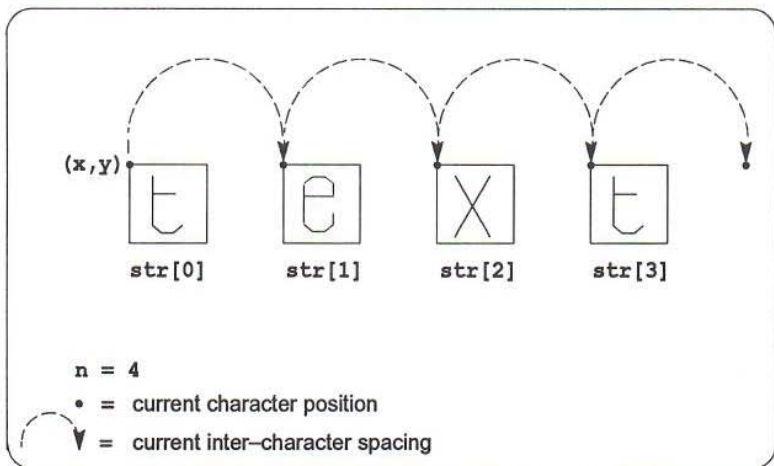 (x,y)
t e x t
str[0] str[1] str[2] str[3]
n = 4
• = current character position
= current inter–character spacing